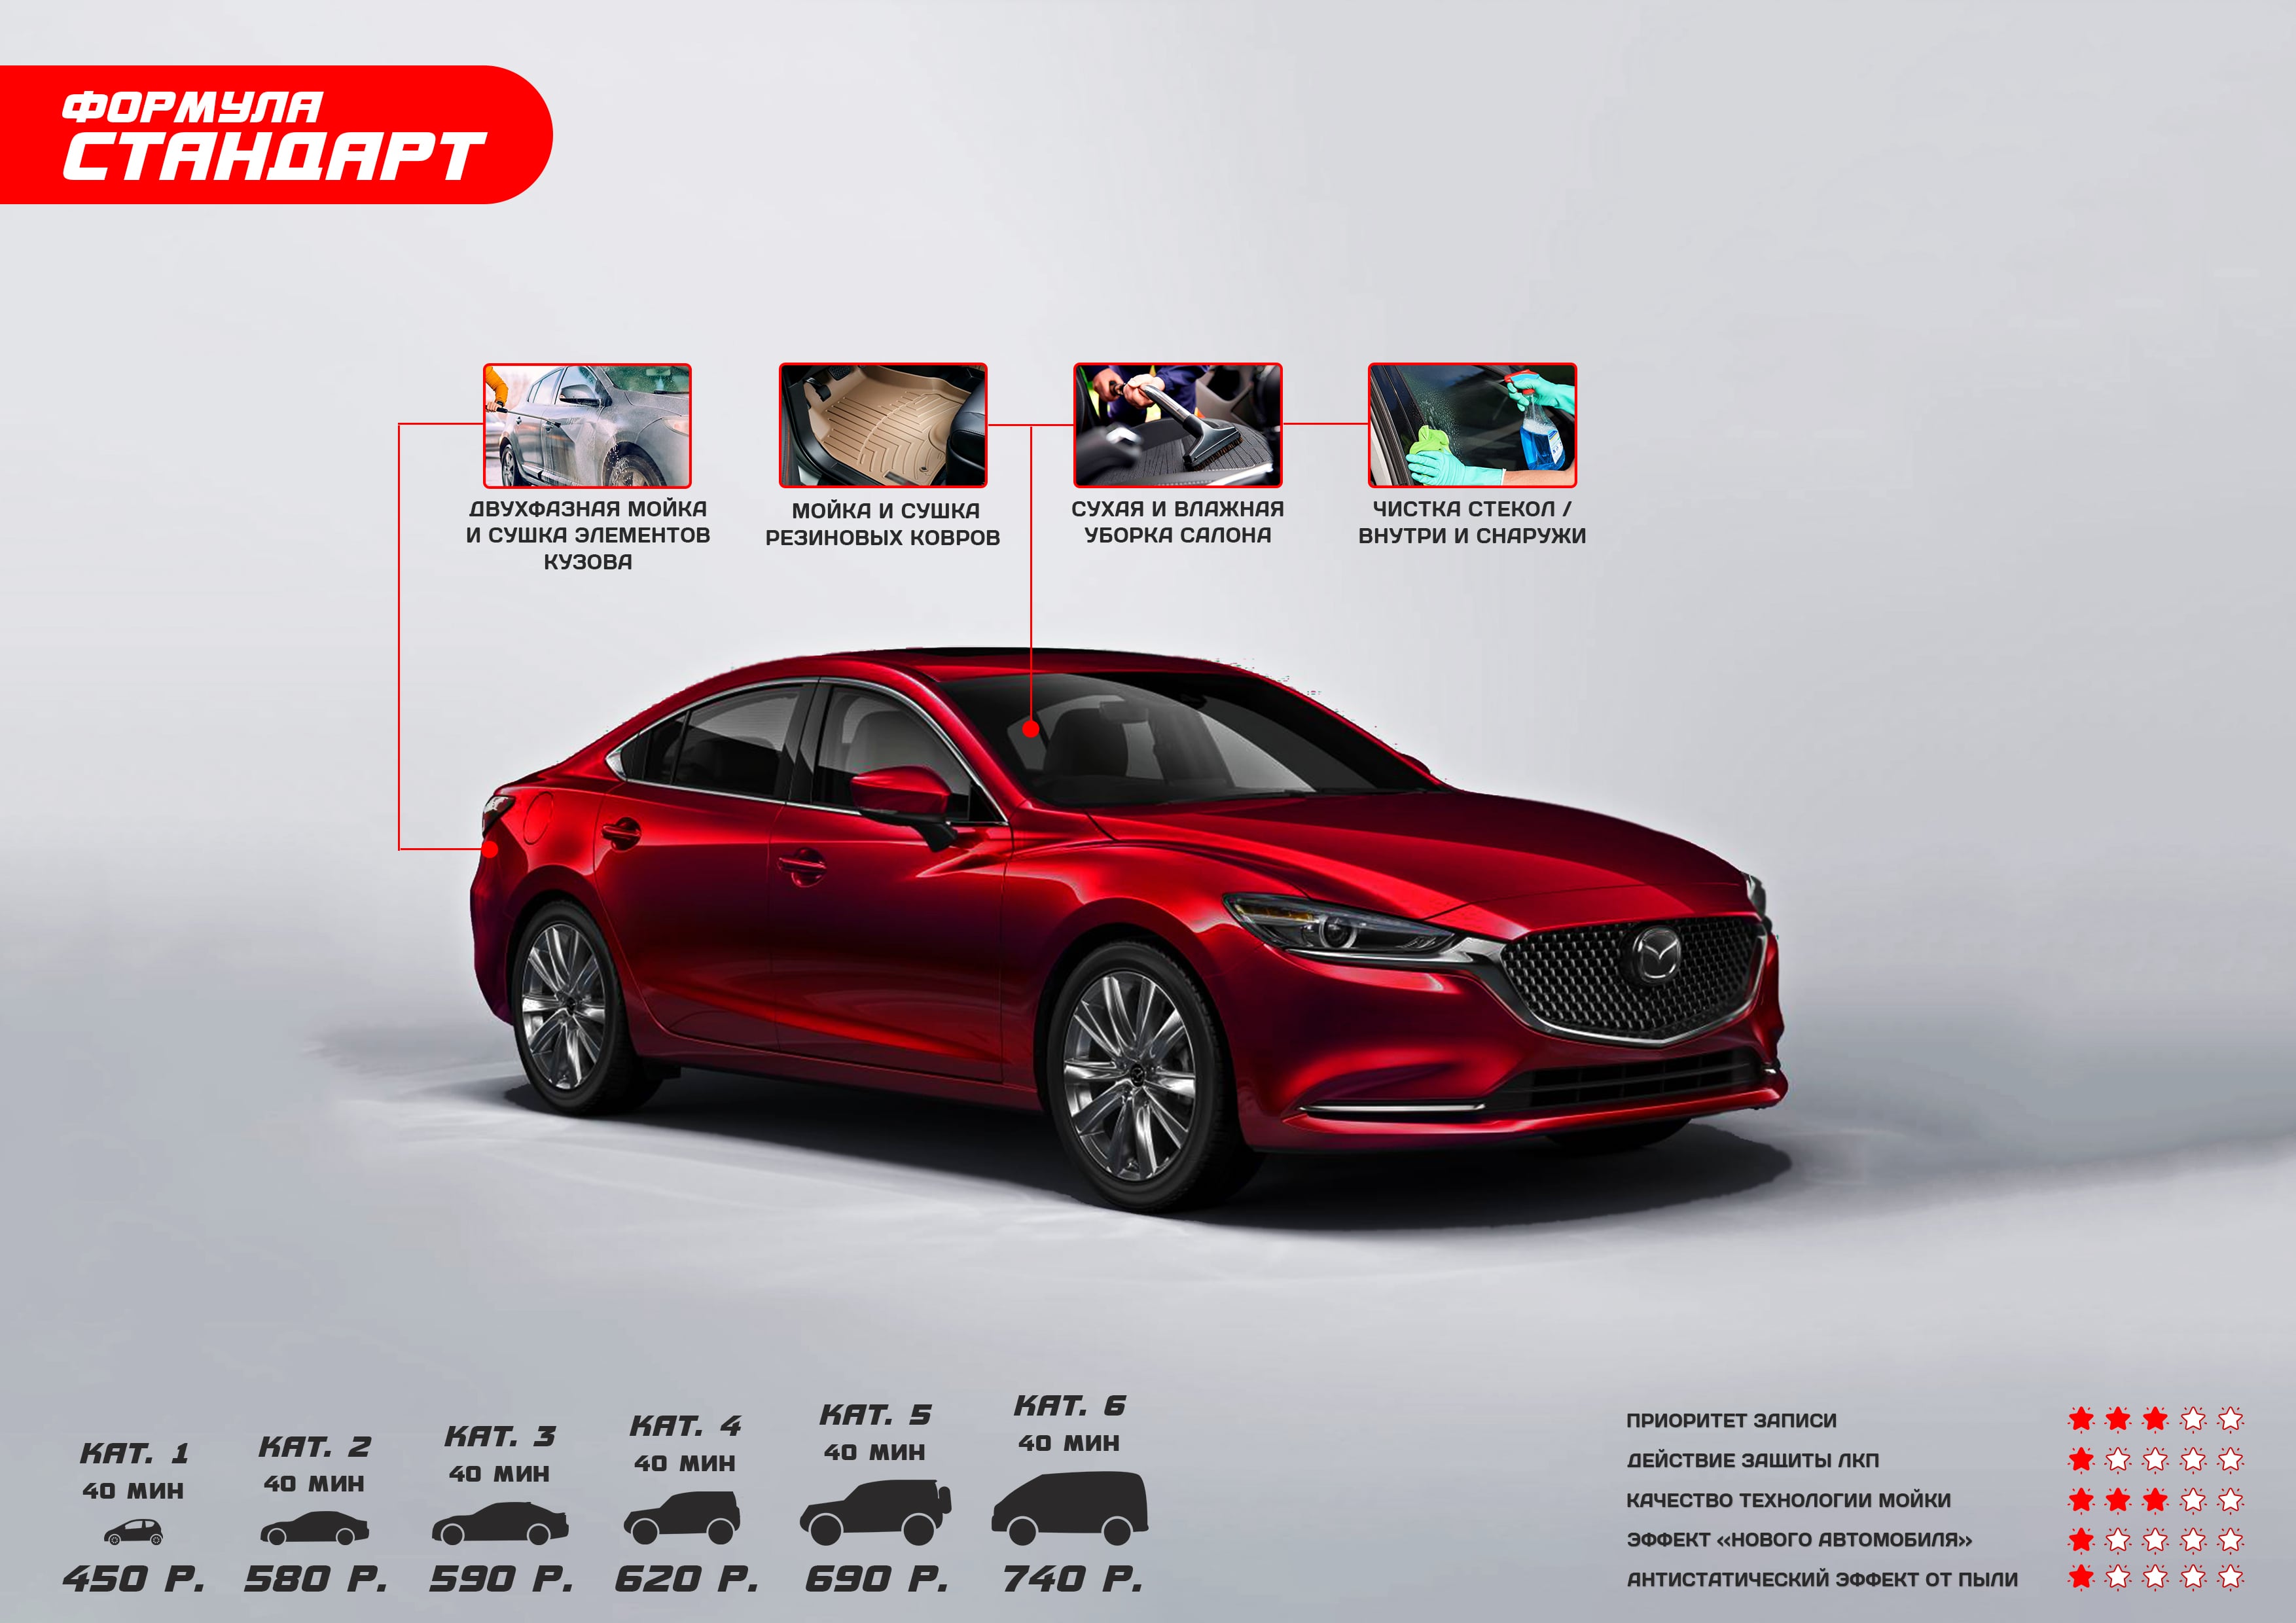 ФОРМУЛА
СТАНДАРТ
ДВУХФАЗНАЯ МОЙКА
И СУШКА ЭЛЕМЕНТОВ
КУЗОВА
МОЙКА И СУШКА
РЕЗИНОВЫХ КОВРОВ
СУХАЯ И ВЛАЖНАЯ
УБОРКА САЛОНА
ЧИСТКА СТЕКОЛ /
ВНУТРИ И СНАРУЖИ
КАТ. 1
40 МИН
450 Р.
КАТ. 2
40 МИН
580 Р.
КАТ. 3
40 МИН
590 Р.
КАТ. 4
40 МИН
620 Р.
КАТ. 5
40 МИН
690 Р.
КАТ. 6
40 МИН
740 Р.
ПРИОРИТЕТ ЗАПИСИ
ДЕЙСТВИЕ ЗАЩИТЫ ЛКП
КАЧЕСТВО ТЕХНОЛОГИИ МОЙКИ
ЭФФЕКТ «НОВОГО АВТОМОБИЛЯ»
АНТИСТАТИЧЕСКИЙ ЭФФЕКТ ОТ ПЫЛИ